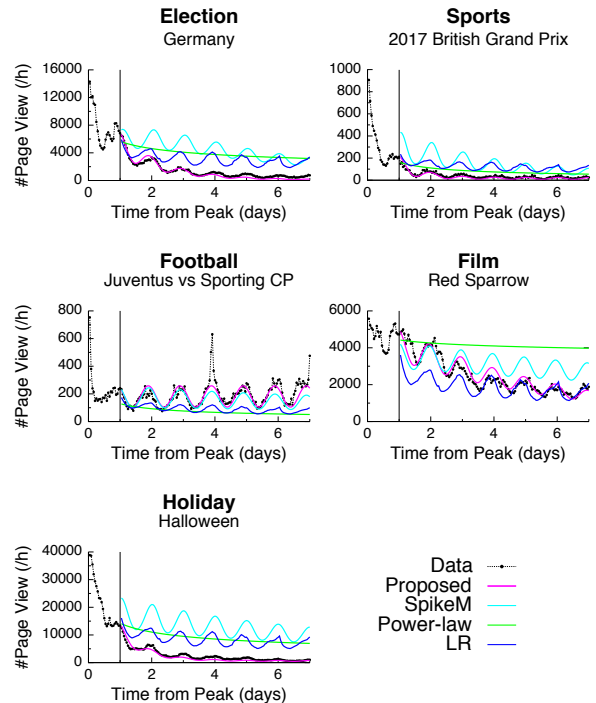 Election
Germany
#Page View (/h)
16000
12000
8000
4000
0
0 2 4 6
Time from Peak (days)
Sports
2017 British Grand Prix
1000
800
600
400
200
0
0 2 4 6
Time from Peak (days)
Football
Juventus vs Sporting CP
#Page View (/h)
800
600
400
200
0
0 2 4 6
Time from Peak (days)
Film
Red Sparrow
6000
4000
2000
0
0 2 4 6
Time from Peak (days)
Holiday
Halloween
#Page View (/h)
40000
30000
20000
10000
0
0 2 4 6
Time from Peak (days)
Data
Proposed
SpikeM
Power-law
LR